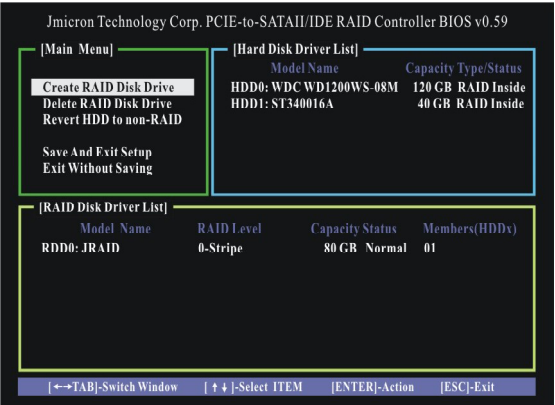 Jmicron Technology Corp. PCIE-to-SATAII/IDE RAID Controller BIOS v0.59
[Main Menu]
Create RAID Disk Drive
Delete RAID Disk Drive
Revert HDD to non-RAID
Save And Exit Setup
Exit Without Saving
[Hard Disk Driver List]
Model Name Capacity Type/Status
HDD0: WDC WD1200WS-08M 120 GB RAID Inside
HDD1: ST340016A 40 GB RAID Inside
[RAID Disk Driver List]
Model Name RAID Level Capacity Status Members(HDDx)
RDD0: JRAID 0-Stripe 80 GB Normal 01
[←→TAB]-Switch Window [↑↓]-Select ITEM [ENTER]-Action [ESC]-Exit